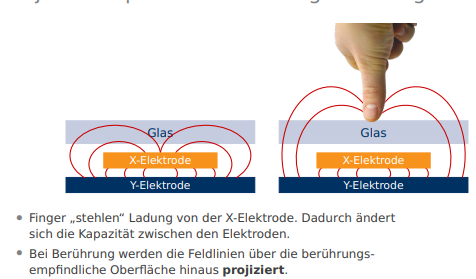 Glas
X-Elektrode
Y-Elektrode
Glas
X-Elektrode
Y-Elektrode
• Finger „stehlen“ Ladung von der X-Elektrode. Dadurch ändert
sich die Kapazität zwischen den Elektroden.
• Bei Berührung werden die Feldlinien über die berührungs-
empfindliche Oberfläche hinaus projiziert.